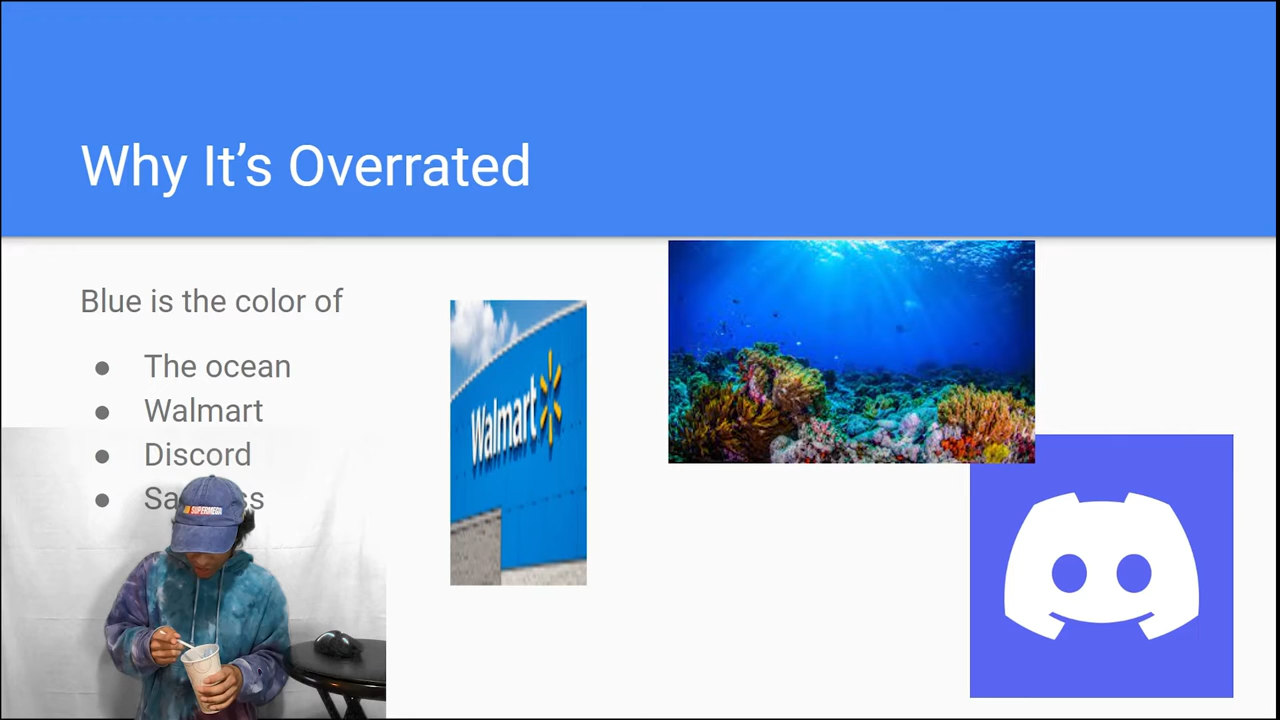 Why It’s Overrated
Blue is the color of
● The ocean
● Walmart
● Discord
●
Walmart
SUPERMEGA